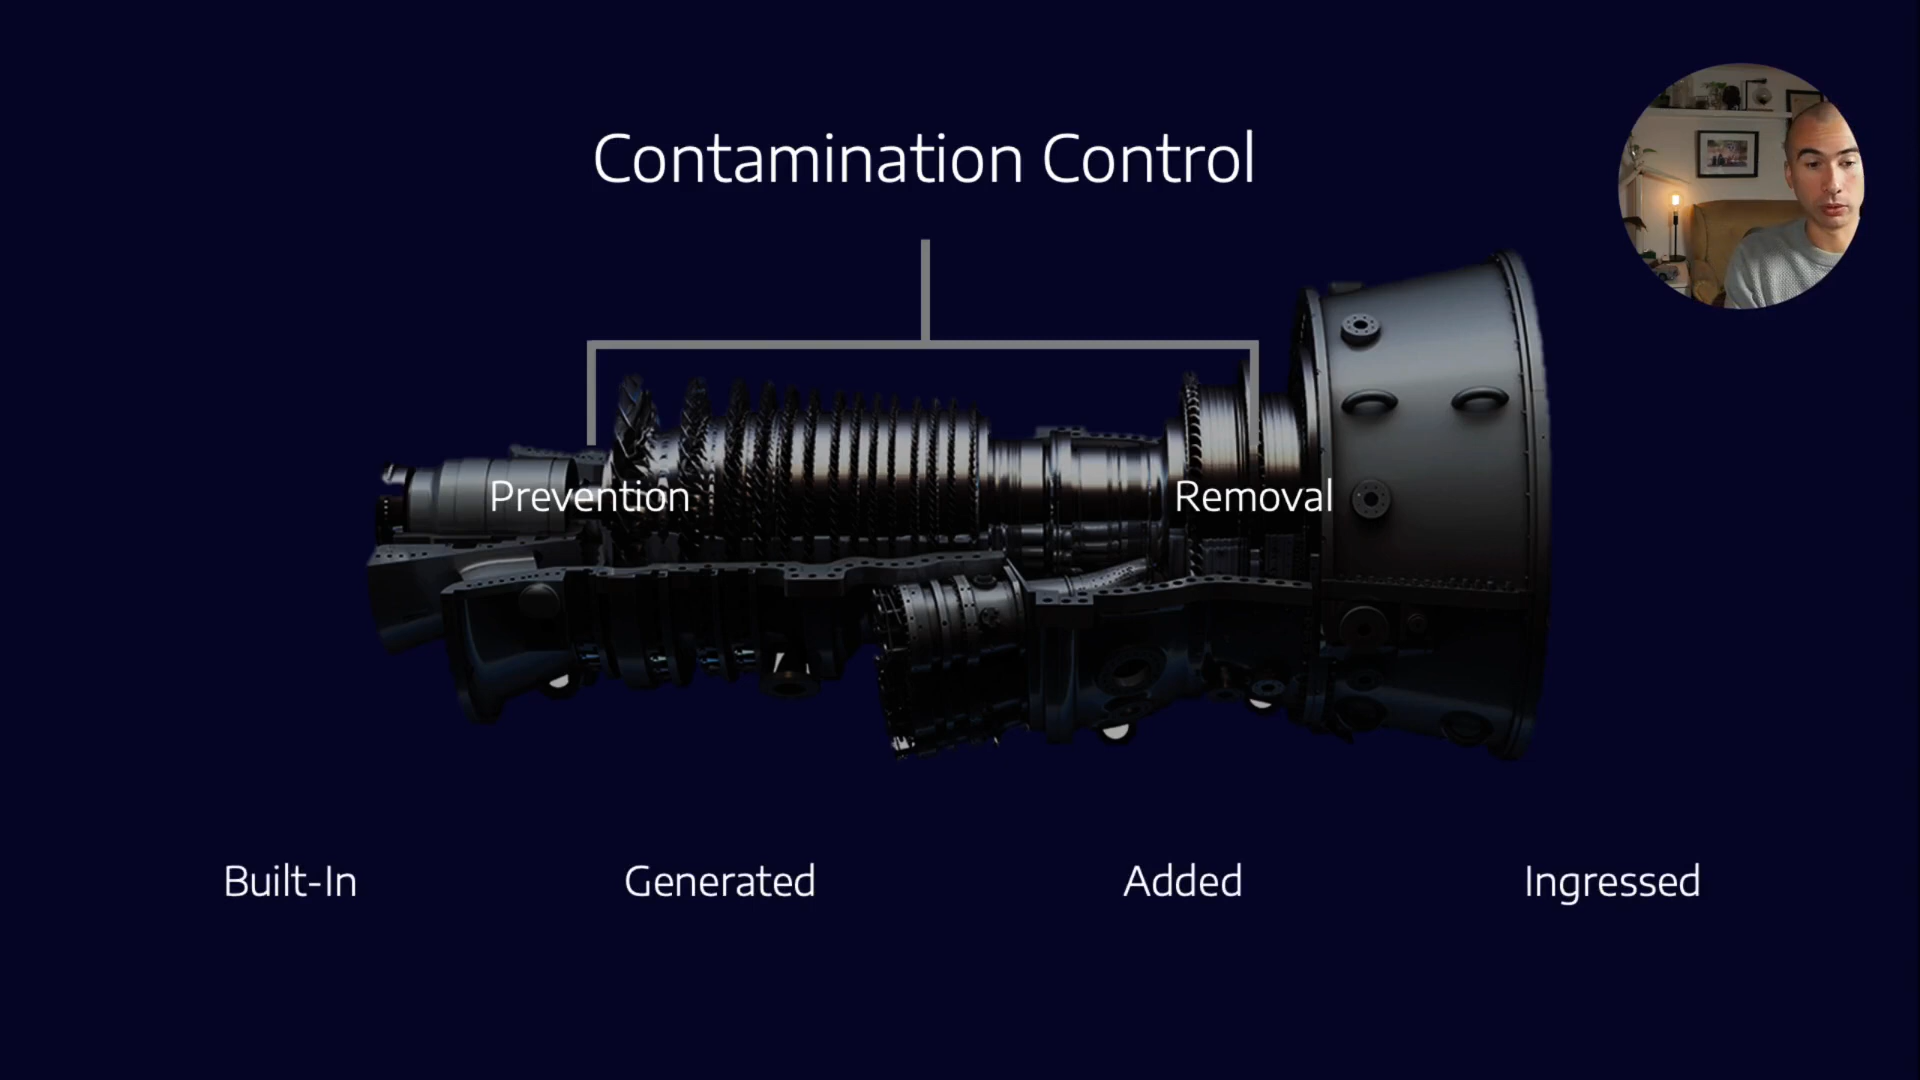 Contamination Control
Prevention
Removal
Built-In
Generated
Added
Ingressed